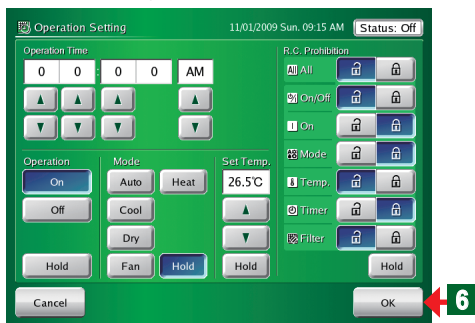 Operation Setting 11/01/2009 Sun. 09:15 AM Status: Off
Operation Time
0 0 : 0 0 AM
Operation
On
Off
Hold
Mode
Auto Heat
Cool
Dry
Fan Hold
Set Temp.
26.5℃
Hold
R.C. Prohibition
All All
On/Off
On
Mode
Temp.
Timer
Filter
Hold
Cancel OK 6